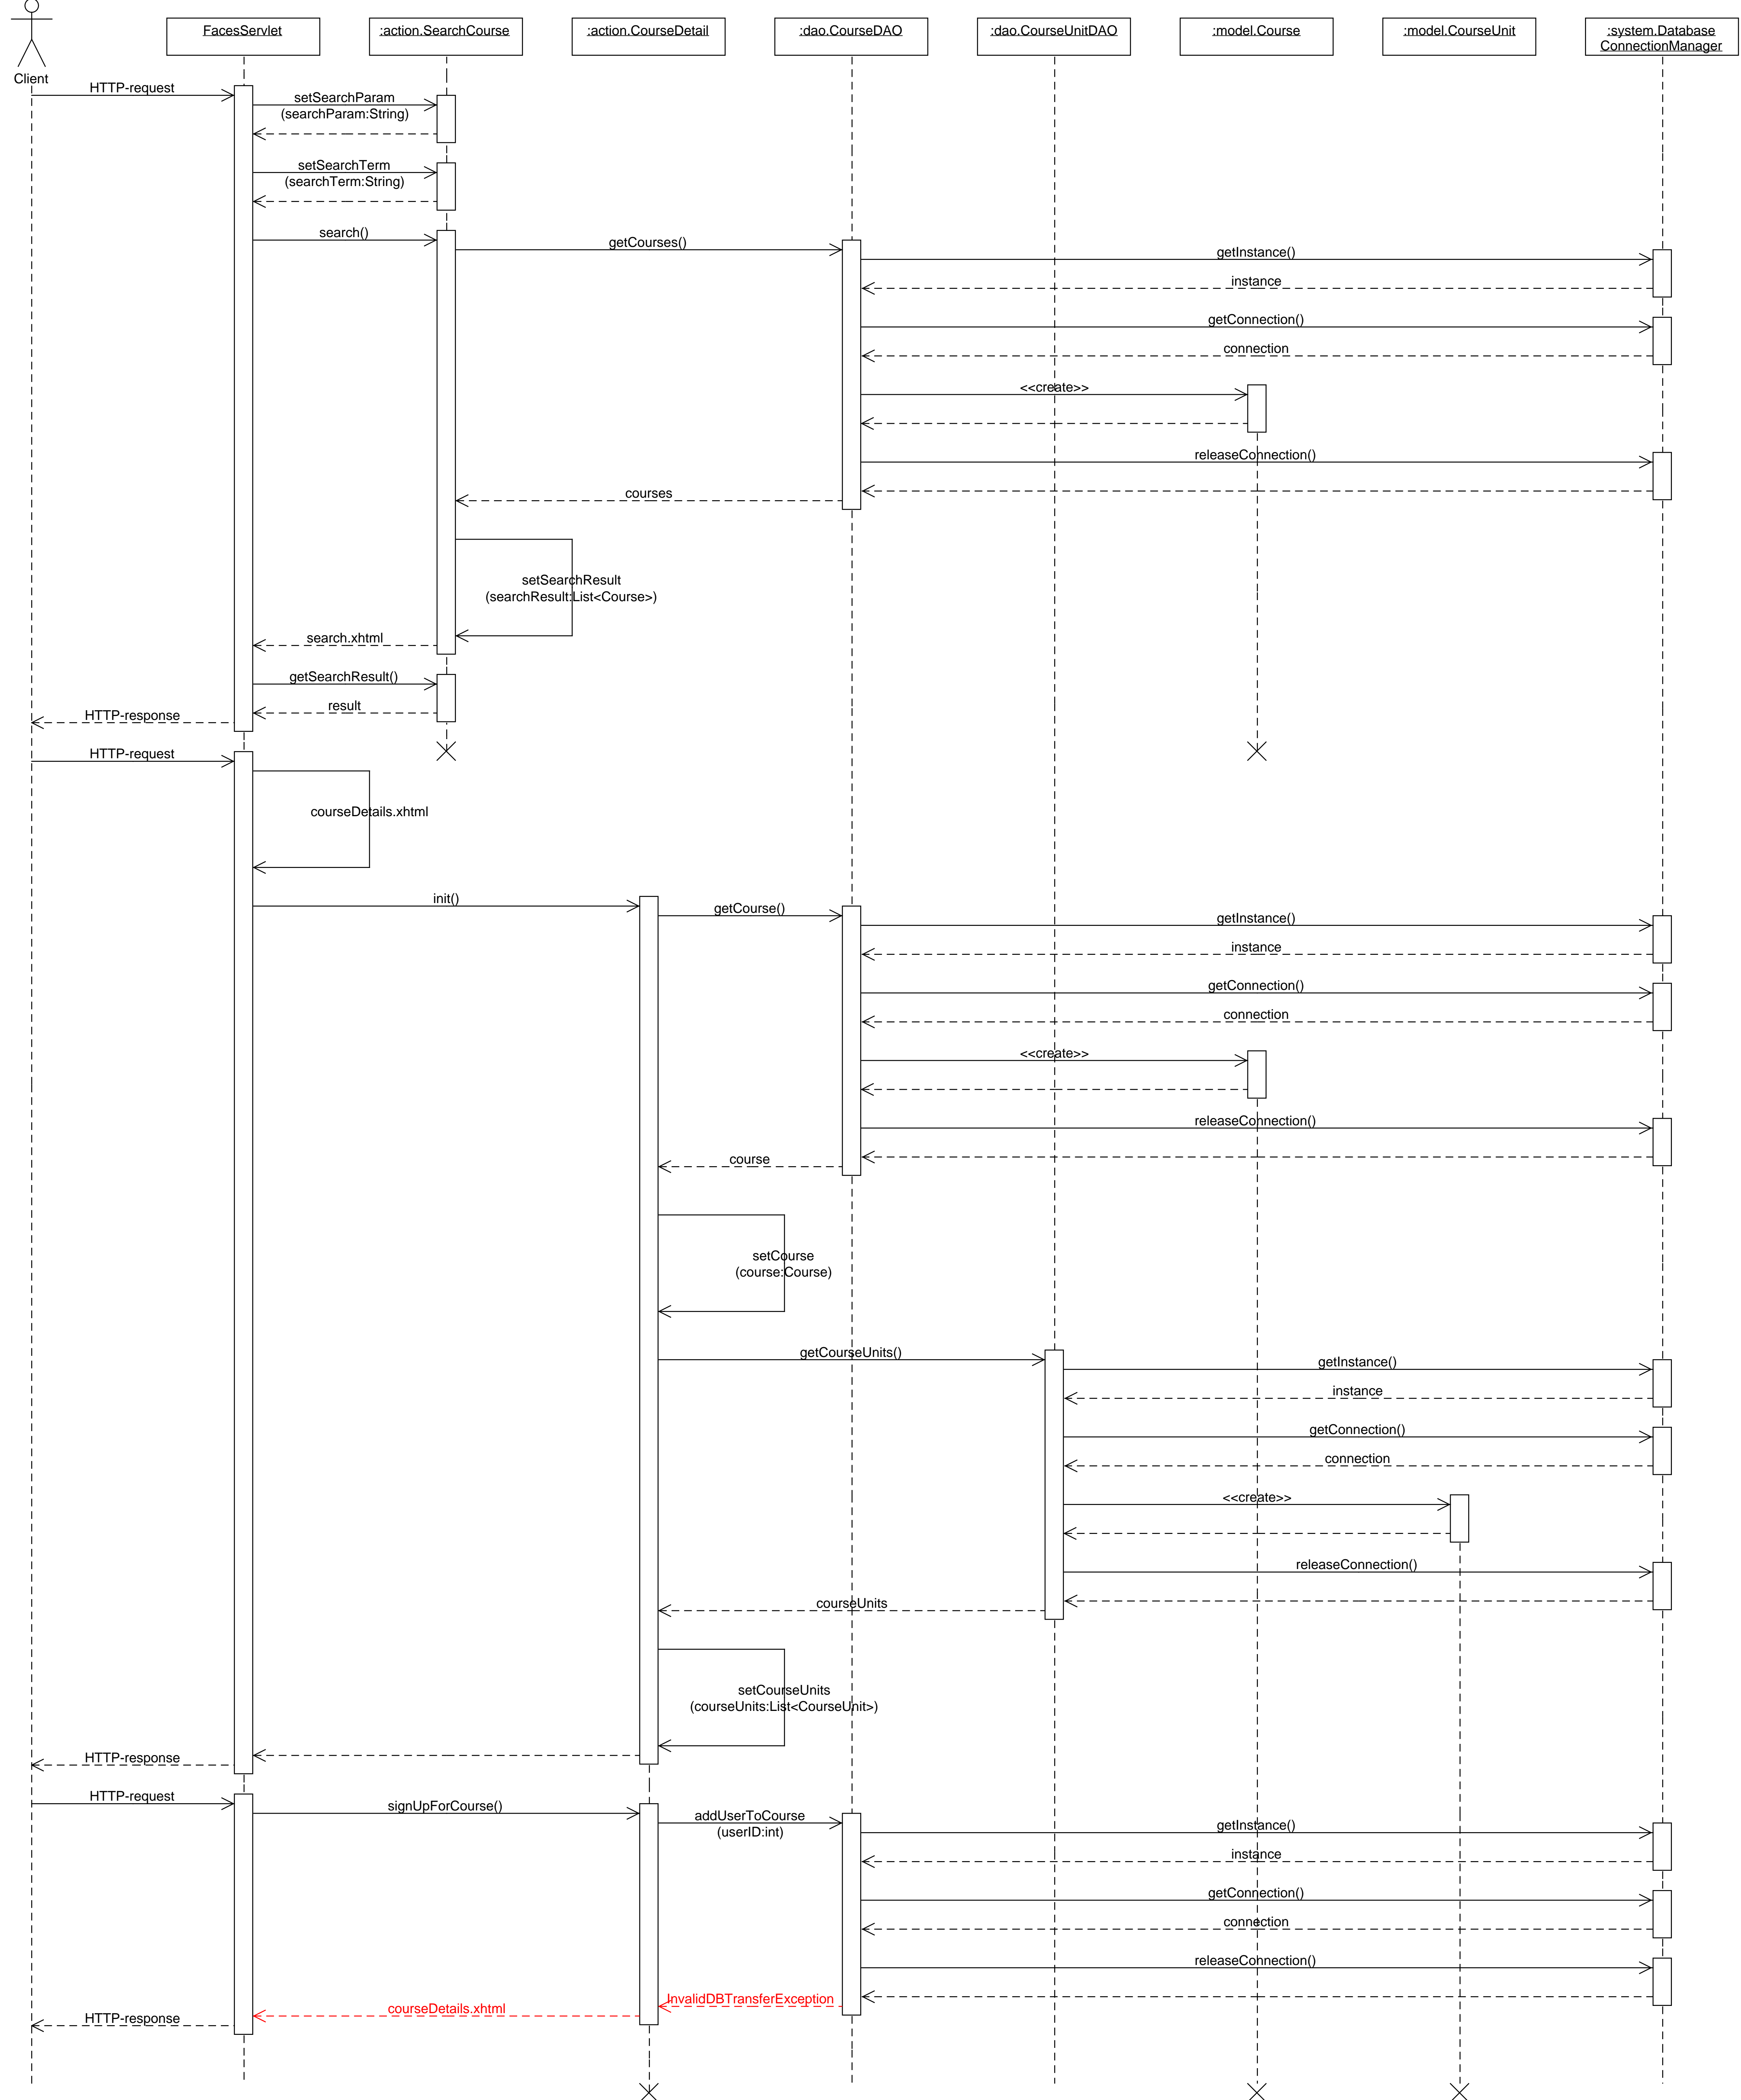 FacesServlet
:action.SearchCourse
:action.CourseDetail
:dao.CourseDAO
:dao.CourseUnitDAO
:model.Course
:model.CourseUnit
:system.Database
ConnectionManager
Client
HTTP-request
setSearchParam
(searchParam:String)
setSearchTerm
(searchTerm:String)
search()
getCourses()
getInstance()
instance
getConnection()
connection
<<create>>
releaseConnection()
courses
setSearchResult
(searchResult:List<Course>)
search.xhtml
getSearchResult()
result
HTTP-response
HTTP-request
courseDetails.xhtml
init()
getCourse()
getInstance()
instance
getConnection()
connection
<<create>>
releaseConnection()
course
setCourse
(course:Course)
getCourseUnits()
getInstance()
instance
getConnection()
connection
<<create>>
releaseConnection()
courseUnits
setCourseUnits
(courseUnits:List<CourseUnit>)
HTTP-response
HTTP-request
signUpForCourse()
addUserToCourse
(userID:int)
getInstance()
instance
getConnection()
connection
releaseConnection()
InvalidDBTransferException
courseDetails.xhtml
HTTP-response